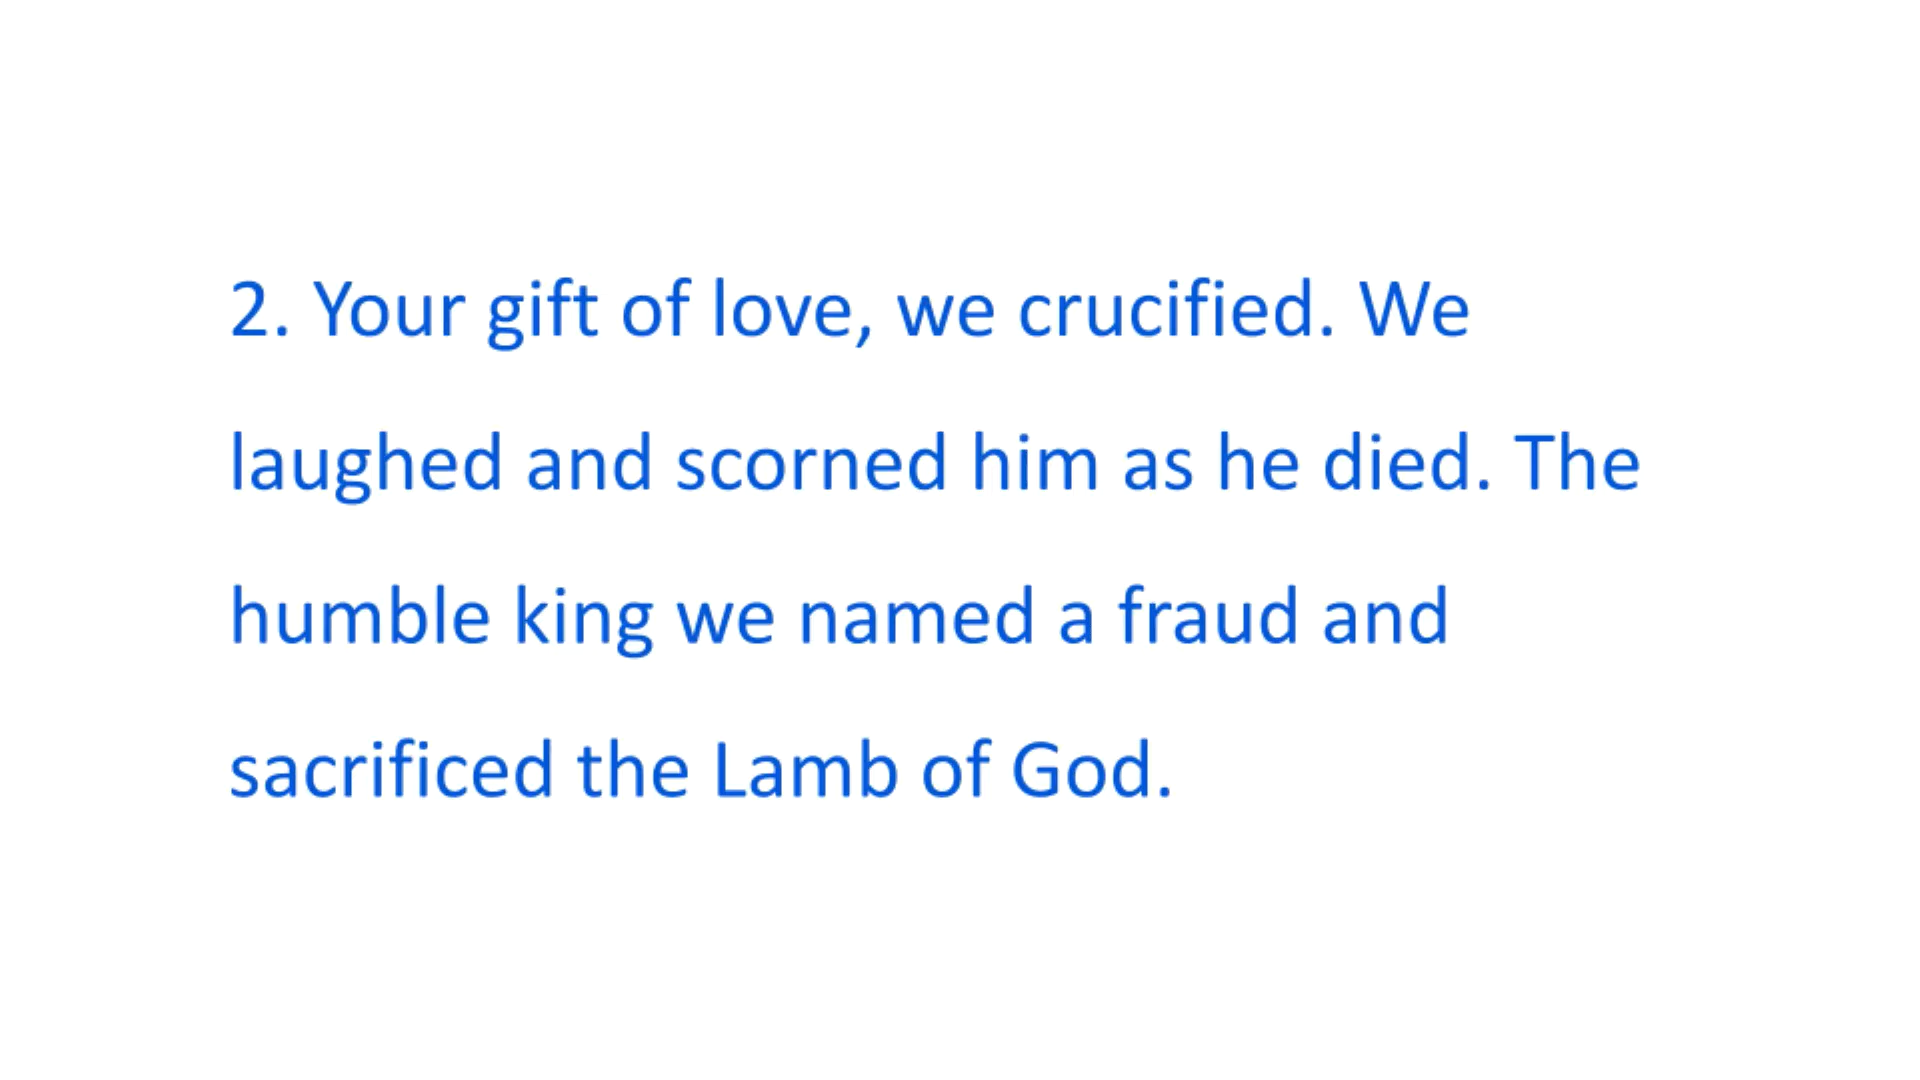 2. Your gift of love, we crucified. We
laughed and scorned him as he died. The
humble king we named a fraud and
sacrificed the Lamb of God.